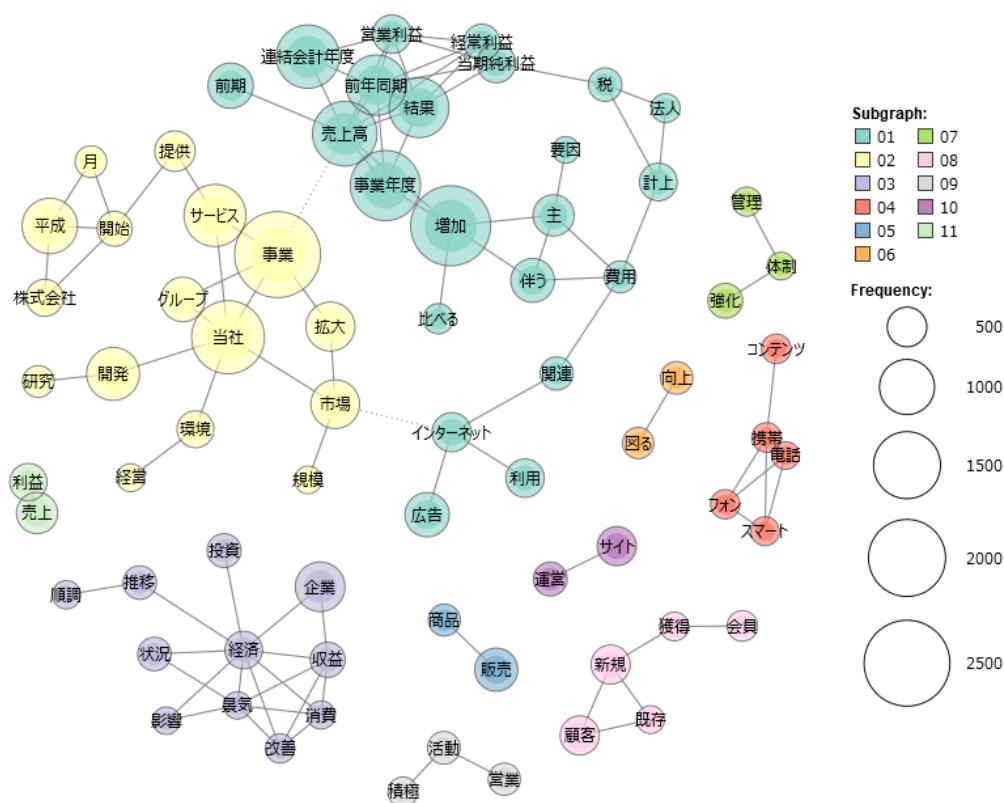 営業利益
経常利益
連結会計年度
当期純利益
前期
前年同期
結果
税
法人
売上高
要因
月
提供
事業年度
計上
平成
サービス
増加
主
開始
事業
伴う
費用
株式会社
グループ
拡大
比べる
当社
研究
開発
関連
市場
環境
インターネット
経営
規模
利用
利益
売上
広告
管理
体制
強化
コンテンツ
向上
図る
携帯
電話
フォン
スマート
サイト
運営
投資
順調
推移
企業
商品
状況
経済
収益
販売
獲得
会員
新規
影響
景気
消費
既存
顧客
改善
活動
積極
営業
Subgraph:
01
02
03
04
05
06
07
08
09
10
11
Frequency:
500
1000
1500
2000
2500